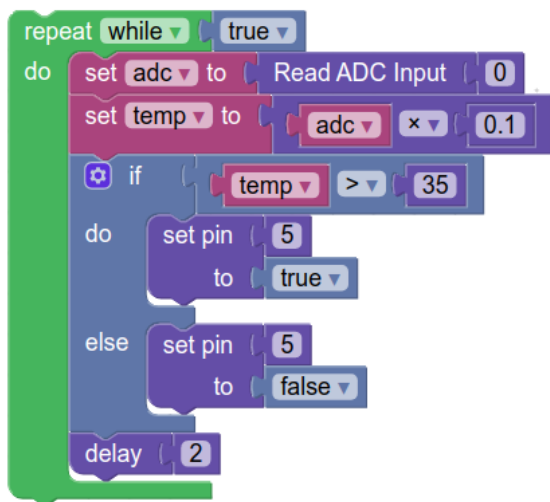 repeat while true
do set adc to Read ADC Input 0
set temp to adc × 0.1
if temp > 35
do set pin 5
to true
else set pin 5
to false
delay 2